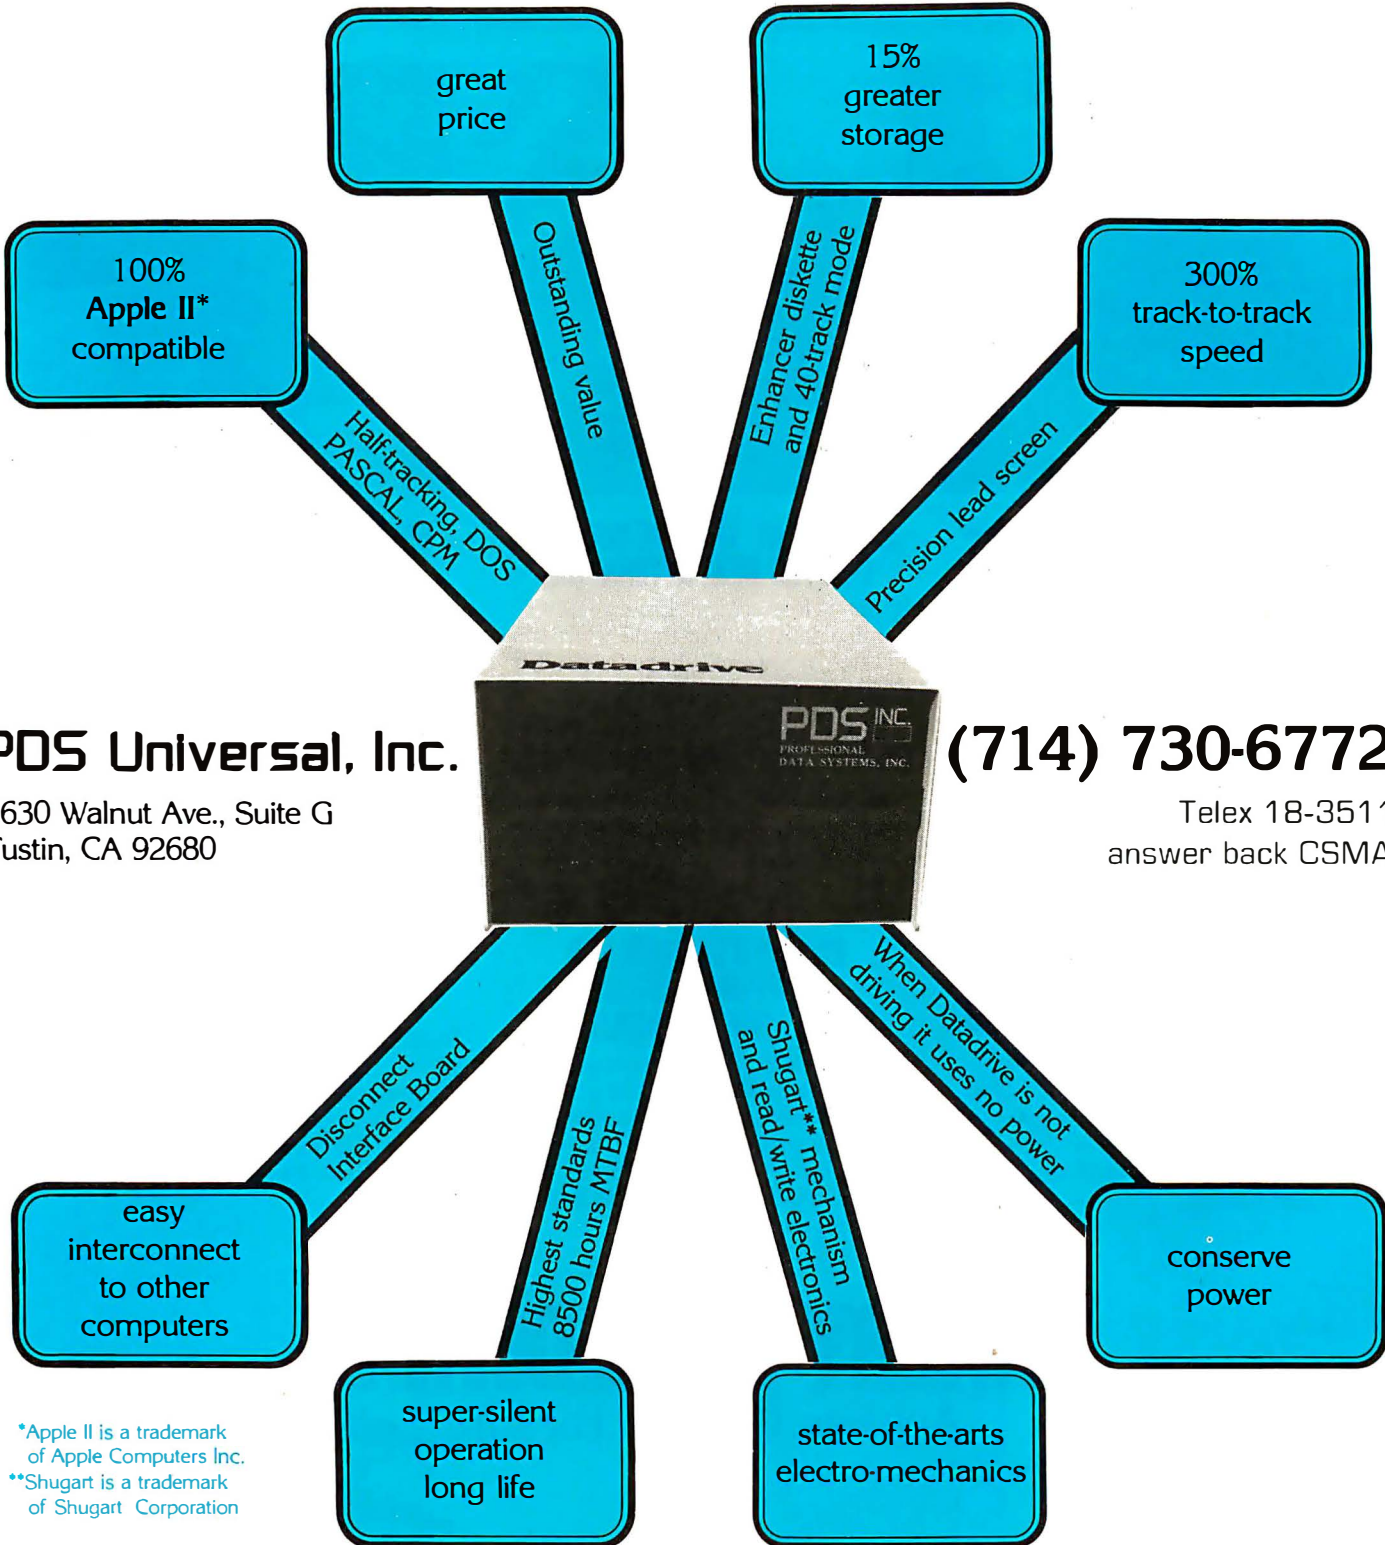 great
price
15%
greater
storage
100%
Apple II*
compatible
300%
track-to-track
speed
Outstanding value
Enhancer diskette
and 40-track mode
Half-tracking, DOS
PASCAL, CPM
Precision lead screen
Datadrive
PDS INC.
PROFESSIONAL
DATA SYSTEMS, INC.
PDS Universal, Inc.
630 Walnut Ave., Suite G
Tustin, CA 92680
(714) 730-6772
Telex 18-3511
answer back CSMA
Disconnect
Interface Board
Highest standards
8500 hours MTBF
Shugart** mechanism
and read/write electronics
When Datadrive is not
driving it uses no power
easy
interconnect
to other
computers
super-silent
operation
long life
state-of-the-arts
electro-mechanics
conserve
power
*Apple II is a trademark
of Apple Computers Inc.
**Shugart is a trademark
of Shugart Corporation